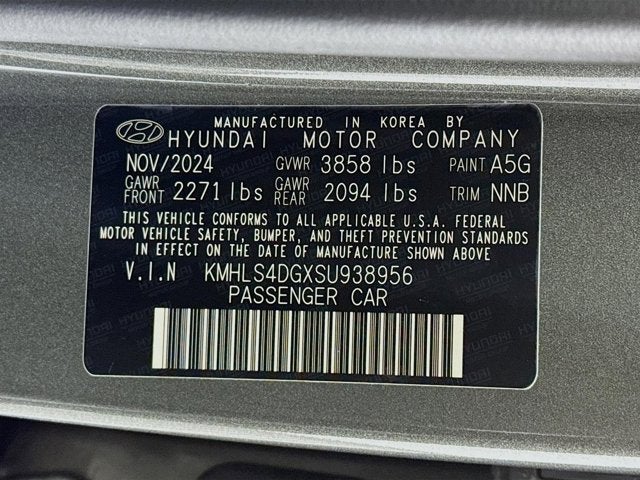 MANUFACTURED IN KOREA BY
HYUNDAI MOTOR COMPANY
NOV/2024 GVWR 3858 lbs PAINT A5G
GAWR FRONT 2271 lbs GAWR REAR 2094 lbs TRIM NNB
THIS VEHICLE CONFORMS TO ALL APPLICABLE U.S.A. FEDERAL
MOTOR VEHICLE SAFETY, BUMPER, AND THEFT PREVENTION STANDARDS
IN EFFECT ON THE DATE OF MANUFACTURE SHOWN ABOVE
V.I.N KMHLS4DGXSU938956
PASSENGER CAR